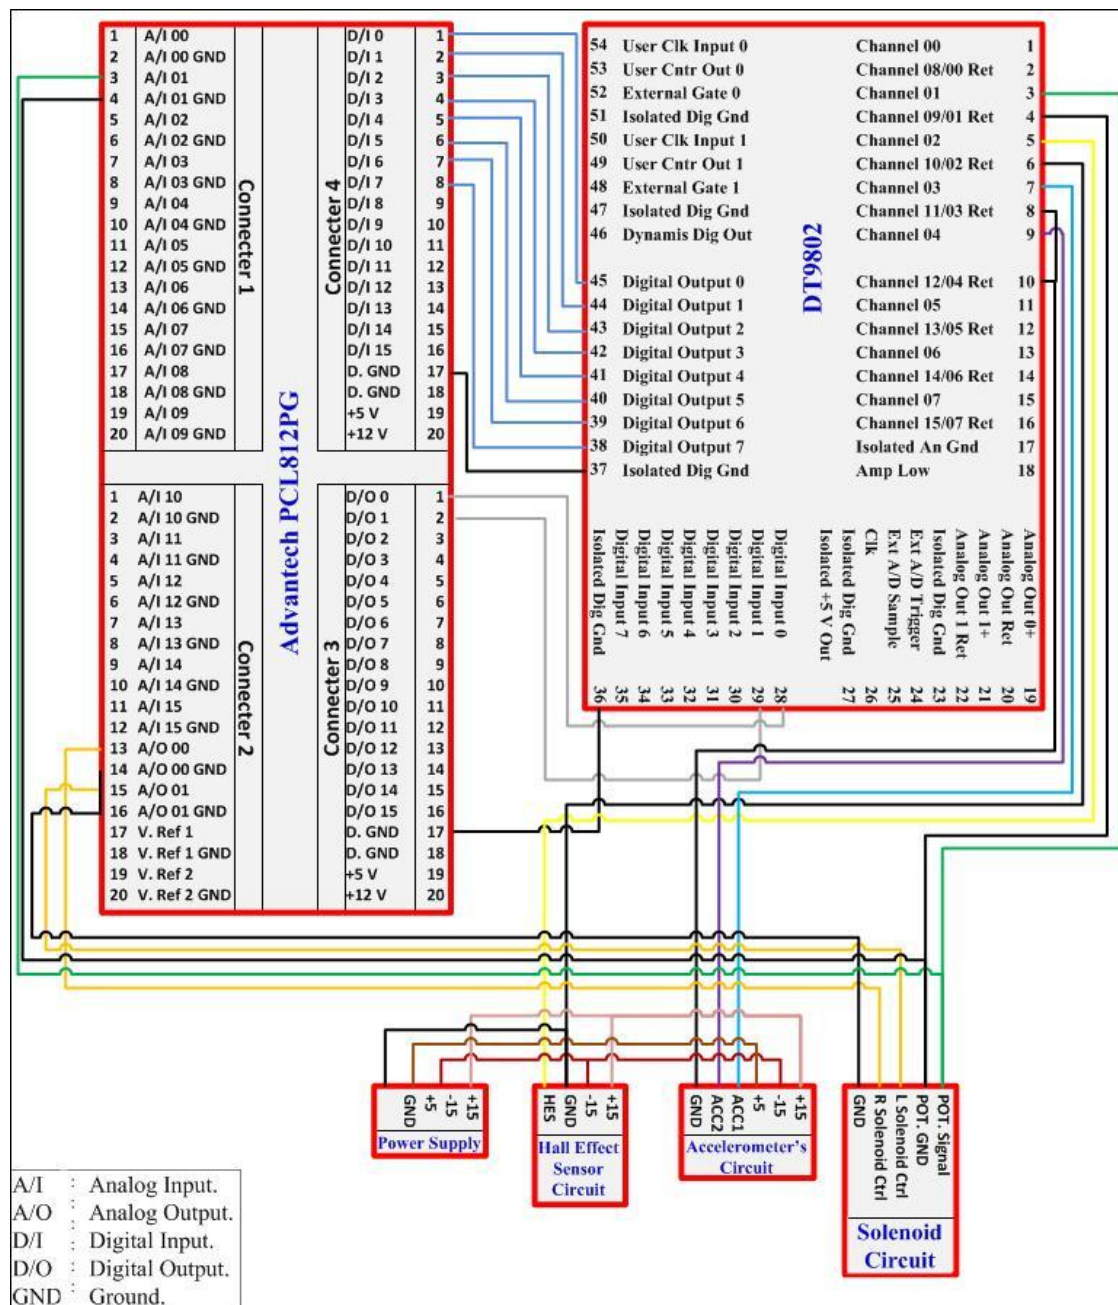 1 A/I 00
2 A/I 00 GND
3 A/I 01
4 A/I 01 GND
5 A/I 02
6 A/I 02 GND
7 A/I 03
8 A/I 03 GND
9 A/I 04
10 A/I 04 GND
11 A/I 05
12 A/I 05 GND
13 A/I 06
14 A/I 06 GND
15 A/I 07
16 A/I 07 GND
17 A/I 08
18 A/I 08 GND
19 A/I 09
20 A/I 09 GND
Connecter 1
Connecter 4
D/I 0 1
D/I 1 2
D/I 2 3
D/I 3 4
D/I 4 5
D/I 5 6
D/I 6 7
D/I 7 8
D/I 8 9
D/I 9 10
D/I 10 11
D/I 11 12
D/I 12 13
D/I 13 14
D/I 14 15
D/I 15 16
D. GND 17
D. GND 18
+5 V 19
+12 V 20
Advantech PCL812PG
1 A/I 10
2 A/I 10 GND
3 A/I 11
4 A/I 11 GND
5 A/I 12
6 A/I 12 GND
7 A/I 13
8 A/I 13 GND
9 A/I 14
10 A/I 14 GND
11 A/I 15
12 A/I 15 GND
13 A/O 00
14 A/O 00 GND
15 A/O 01
16 A/O 01 GND
17 V. Ref 1
18 V. Ref 1 GND
19 V. Ref 2
20 V. Ref 2 GND
Connecter 2
Connecter 3
D/O 0 1
D/O 1 2
D/O 2 3
D/O 3 4
D/O 4 5
D/O 5 6
D/O 6 7
D/O 7 8
D/O 8 9
D/O 9 10
D/O 10 11
D/O 11 12
D/O 12 13
D/O 13 14
D/O 14 15
D/O 15 16
D. GND 17
D. GND 18
+5 V 19
+12 V 20
54 User Clk Input 0
53 User Cntr Out 0
52 External Gate 0
51 Isolated Dig Gnd
50 User Clk Input 1
49 User Cntr Out 1
48 External Gate 1
47 Isolated Dig Gnd
46 Dynamis Dig Out
45 Digital Output 0
44 Digital Output 1
43 Digital Output 2
42 Digital Output 3
41 Digital Output 4
40 Digital Output 5
39 Digital Output 6
38 Digital Output 7
37 Isolated Dig Gnd
DT9802
Channel 00 1
Channel 08/00 Ret 2
Channel 01 3
Channel 09/01 Ret 4
Channel 02 5
Channel 10/02 Ret 6
Channel 03 7
Channel 11/03 Ret 8
Channel 04 9
Channel 12/04 Ret 10
Channel 05 11
Channel 13/05 Ret 12
Channel 06 13
Channel 14/06 Ret 14
Channel 07 15
Channel 15/07 Ret 16
Isolated An Gnd 17
Amp Low 18
Isolated Dig Gnd 36
Digital Input 7 35
Digital Input 6 34
Digital Input 5 33
Digital Input 4 32
Digital Input 3 31
Digital Input 2 30
Digital Input 1 29
Digital Input 0 28
Isolated +5 V Out
Isolated Dig Gnd 27
Clk 26
Ext A/D Sample 25
Ext A/D Trigger 24
Isolated Dig Gnd 23
Analog Out 1 Ret 22
Analog Out 1+ 21
Analog Out Ret 20
Analog Out 0+ 19
GND
+5
-15
+15
Power Supply
HES
GND
-15
+15
Hall Effect
Sensor
Circuit
GND
ACC2
ACC1
+5
-15
+15
Accelerometer's
Circuit
GND
R Solenoid Ctrl
L Solenoid Ctrl
POT. GND
POT. Signal
Solenoid
Circuit
A/I : Analog Input.
A/O : Analog Output.
D/I : Digital Input.
D/O : Digital Output.
GND : Ground.